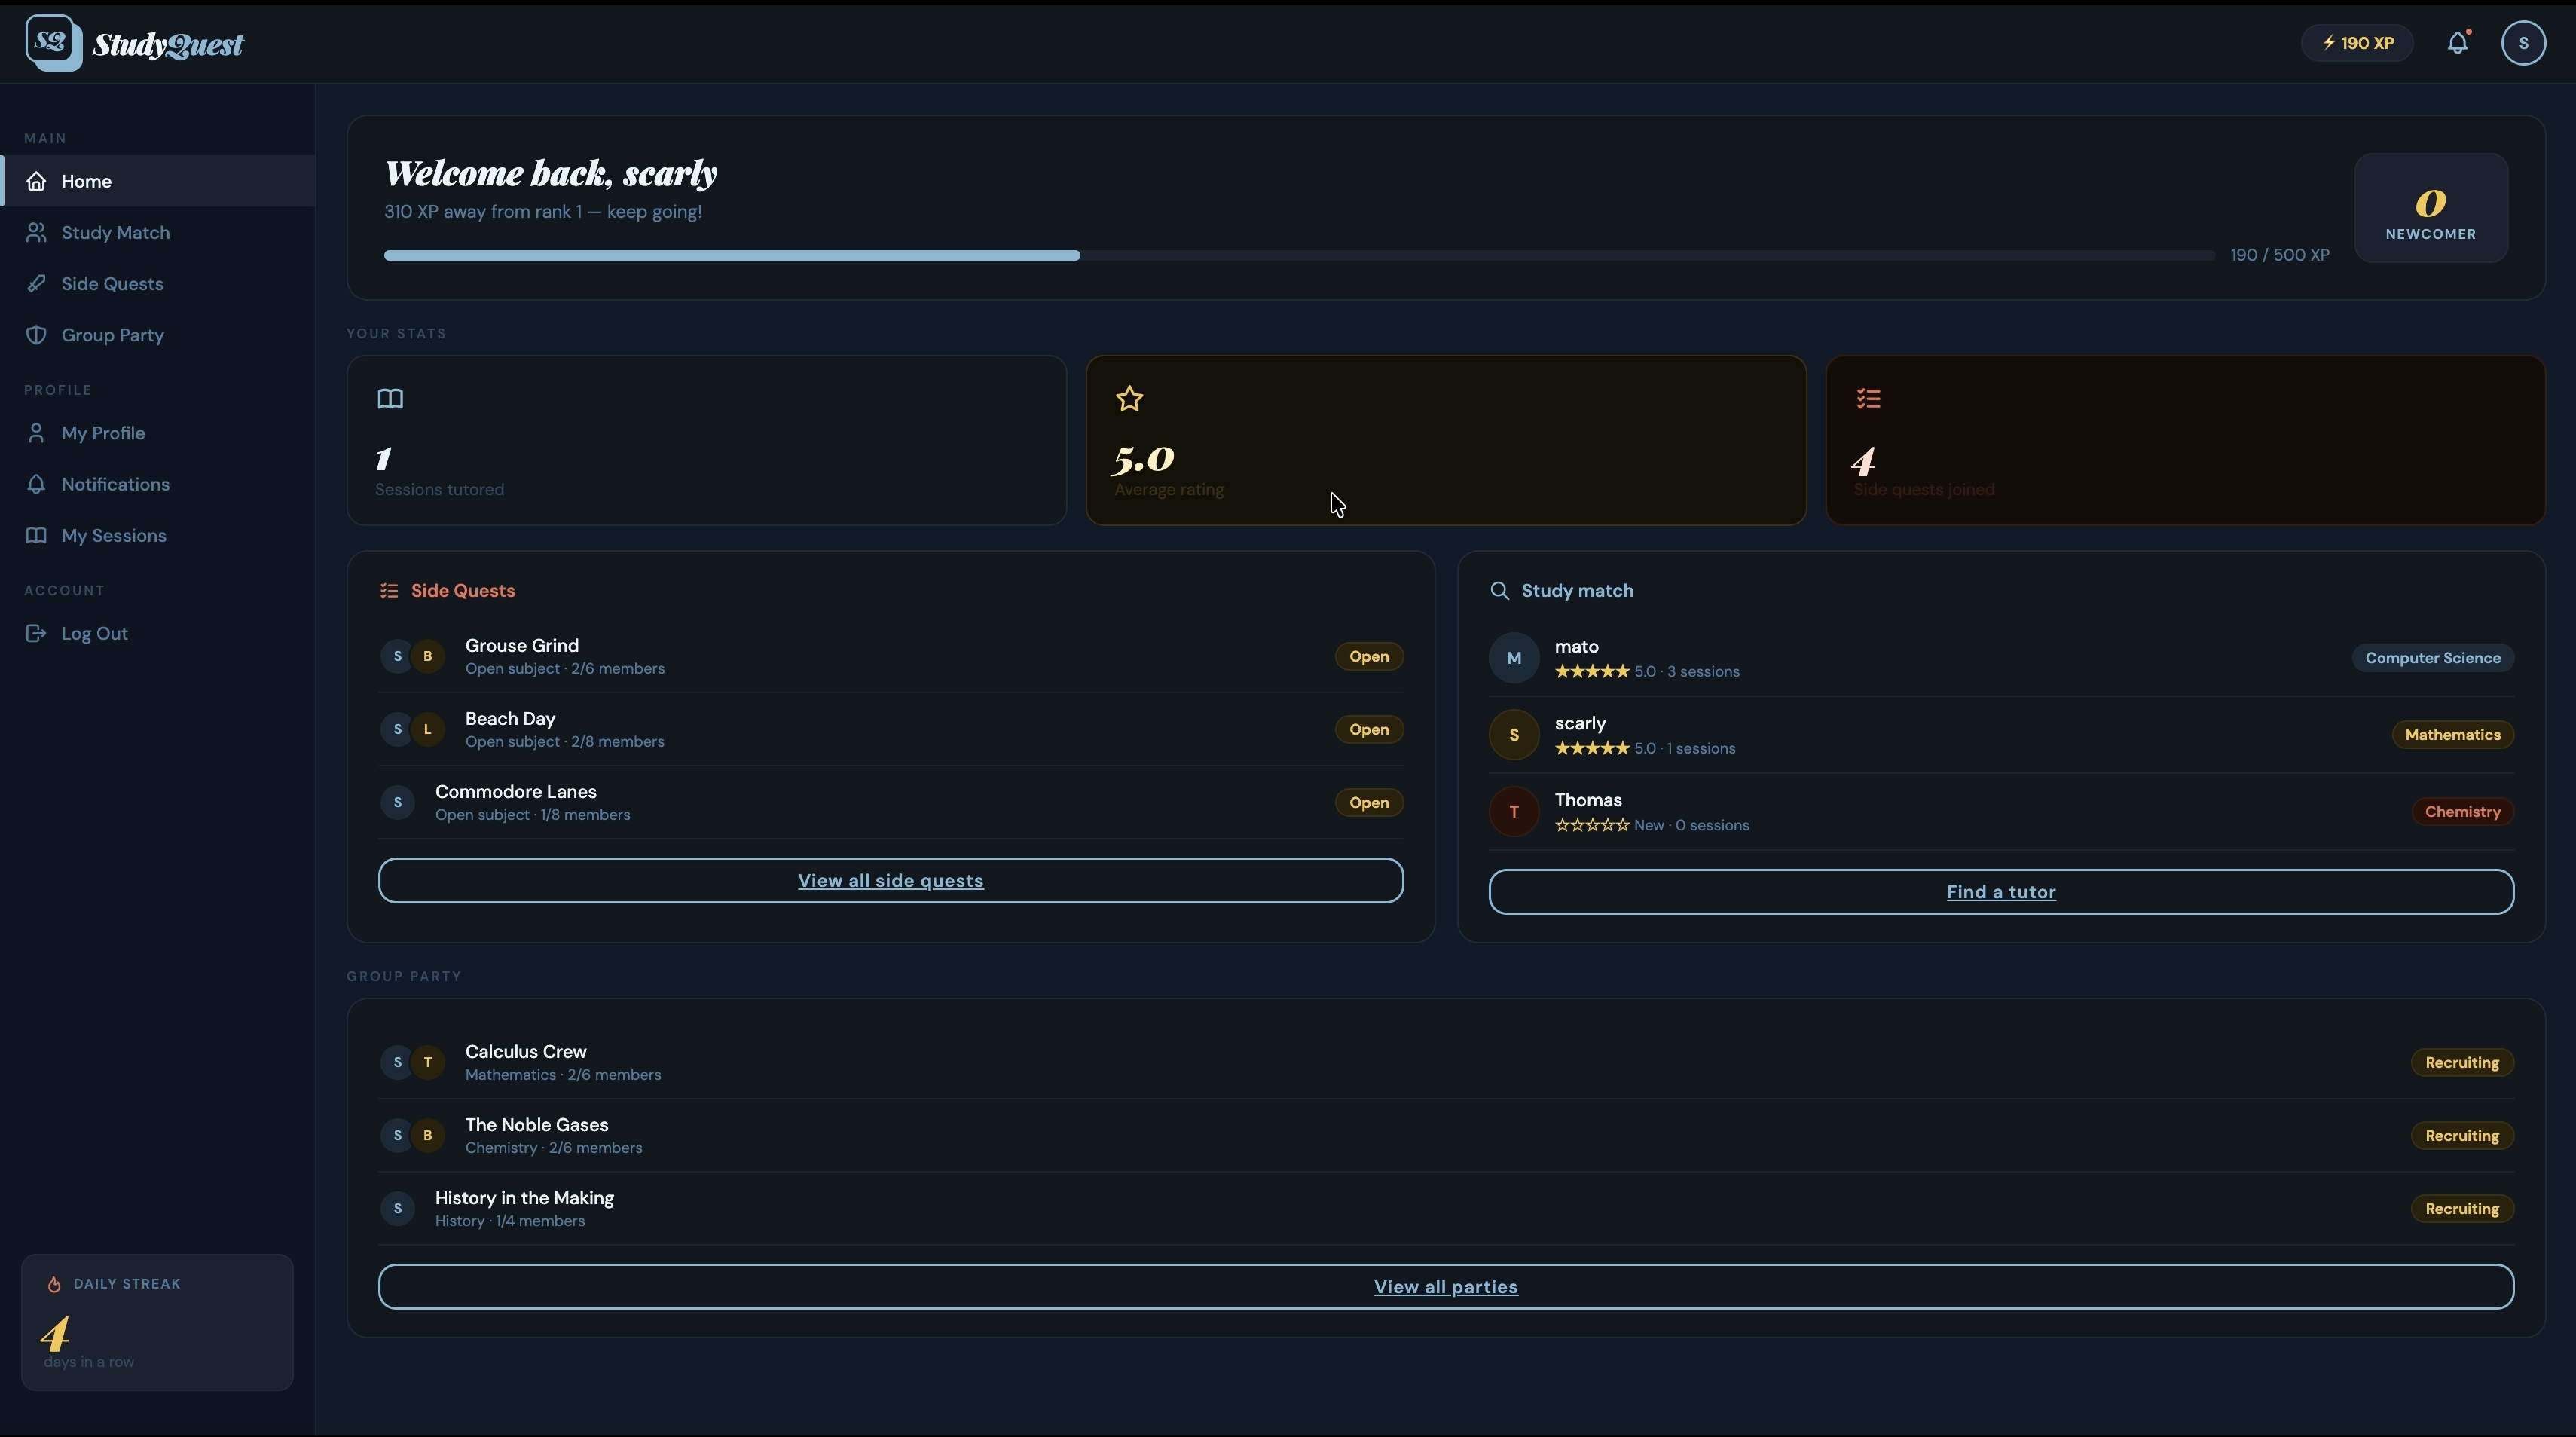 SQ
StudyQuest
⚡ 190 XP
S
MAIN
Home
Study Match
Side Quests
Group Party
PROFILE
My Profile
Notifications
My Sessions
ACCOUNT
Log Out
DAILY STREAK
4
days in a row
Welcome back, scarly
310 XP away from rank 1 — keep going!
190 / 500 XP
0
NEWCOMER
YOUR STATS
1
Sessions tutored
5.0
Average rating
4
Side quests joined
Side Quests
S B
Grouse Grind
Open subject · 2/6 members
Open
S L
Beach Day
Open subject · 2/8 members
Open
S
Commodore Lanes
Open subject · 1/8 members
Open
View all side quests
Study match
M
mato
★★★★★ 5.0 · 3 sessions
Computer Science
S
scarly
★★★★★ 5.0 · 1 sessions
Mathematics
T
Thomas
☆☆☆☆☆ New · 0 sessions
Chemistry
Find a tutor
GROUP PARTY
S T
Calculus Crew
Mathematics · 2/6 members
Recruiting
S B
The Noble Gases
Chemistry · 2/6 members
Recruiting
S
History in the Making
History · 1/4 members
Recruiting
View all parties